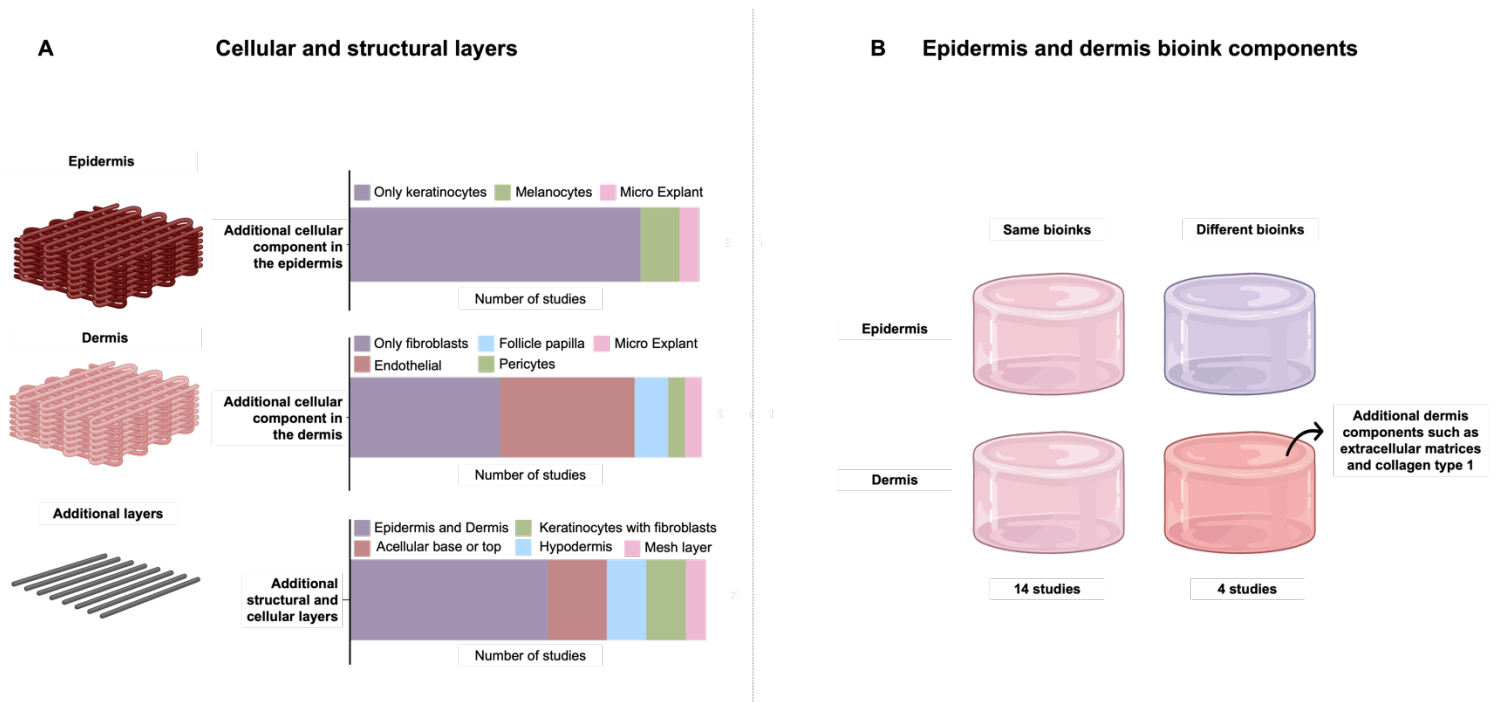 A
Cellular and structural layers
Epidermis
Only keratinocytes
Melanocytes
Micro Explant
Additional cellular
component in
the epidermis
Number of studies
Dermis
Only fibroblasts
Follicle papilla
Micro Explant
Endothelial
Pericytes
Additional cellular
component in
the dermis
Number of studies
Additional layers
Epidermis and Dermis
Keratinocytes with fibroblasts
Acellular base or top
Hypodermis
Mesh layer
Additional
structural and
cellular layers
Number of studies
B
Epidermis and dermis bioink components
Same bioinks
Different bioinks
Epidermis
Dermis
Additional dermis
components such as
extracellular matrices
and collagen type 1
14 studies
4 studies